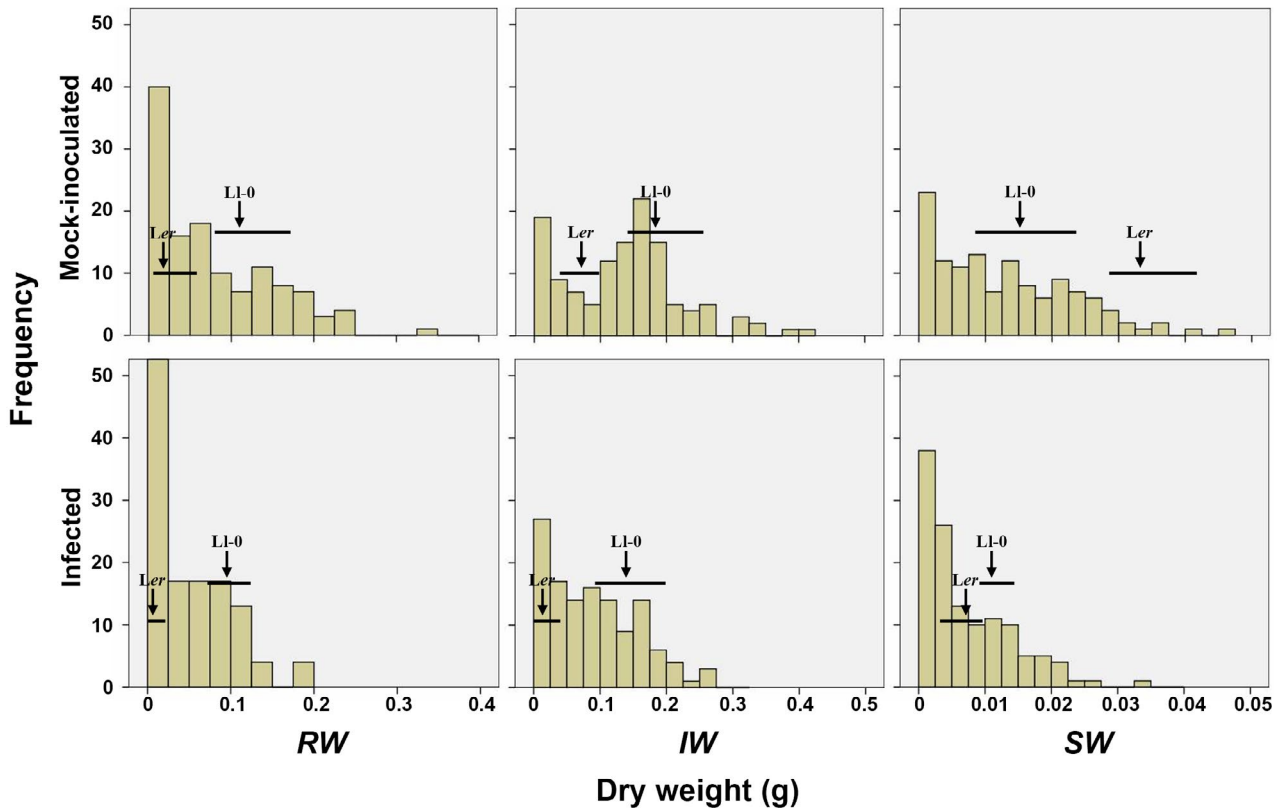 Frequency
Mock-inoculated
50
40
30
20
10
0
Ler
Ll-0
Ler
Ll-0
Ll-0
Ler
Infected
50
40
30
20
10
0
Ler
Ll-0
Ler
Ll-0
Ler
Ll-0
0 0.1 0.2 0.3 0.4
0 0.1 0.2 0.3 0.4 0.5
0 0.01 0.02 0.03 0.04 0.05
RW IW SW
Dry weight (g)